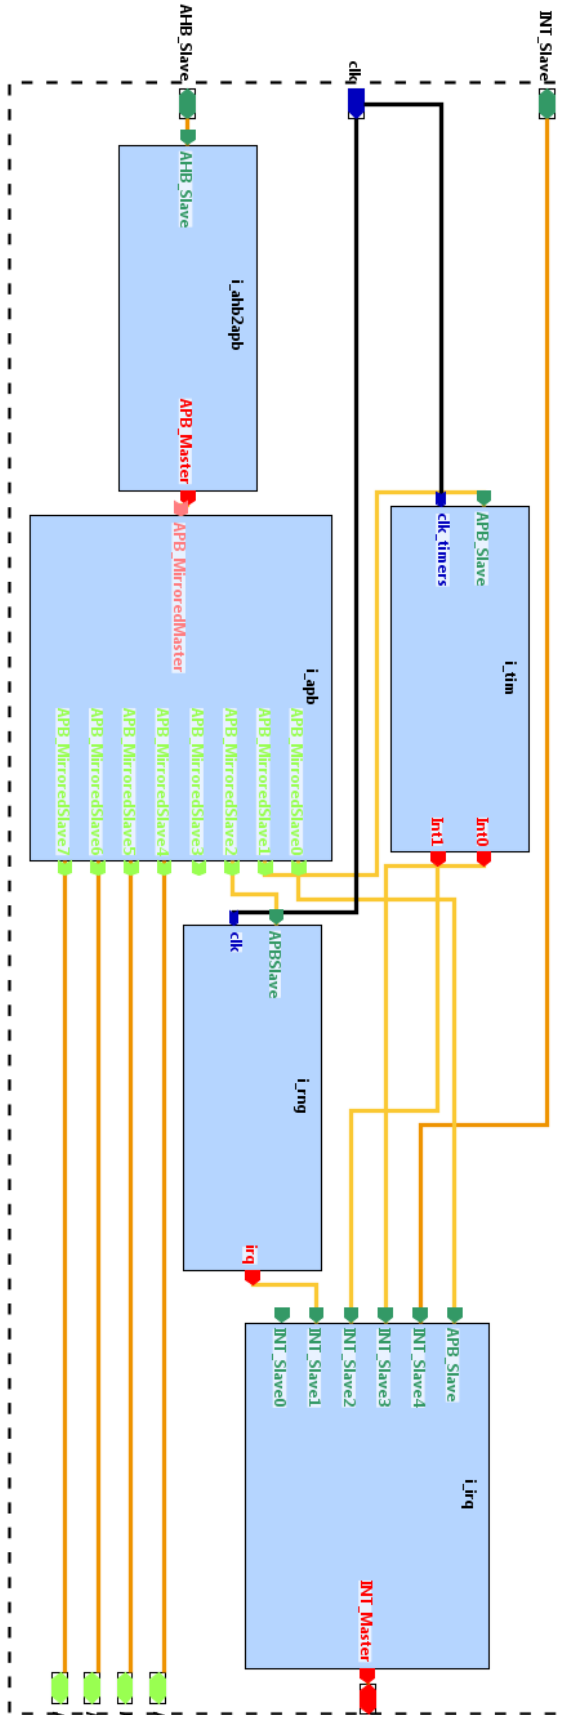 INT_Slave
clk
AHB_Slave
AHB_Slave
i_ahb2apb
APB_Master
APB_Slave
clk_timers
i_tim
Int0
Int1
APB_MirroredMaster
i_apb
APB_MirroredSlave0
APB_MirroredSlave1
APB_MirroredSlave2
APB_MirroredSlave3
APB_MirroredSlave4
APB_MirroredSlave5
APB_MirroredSlave6
APB_MirroredSlave7
APBSlave
clk
i_rng
irq
APB_Slave
INT_Slave4
INT_Slave3
INT_Slave2
INT_Slave1
INT_Slave0
i_irq
INT_Master